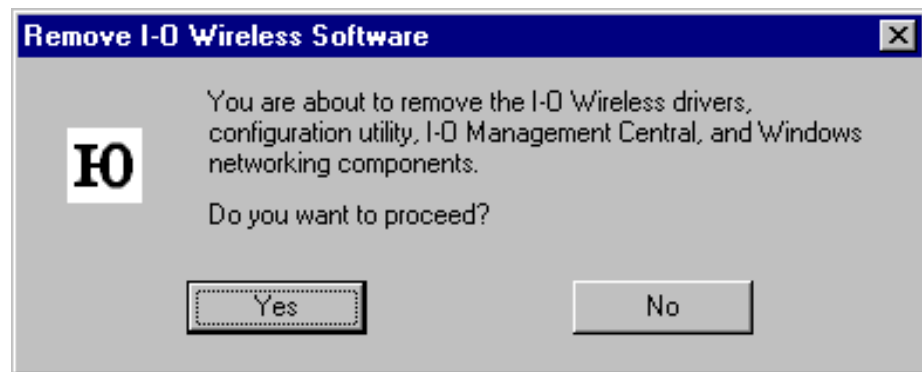 Remove I-O Wireless Software
You are about to remove the I-O Wireless drivers,
configuration utility, I-O Management Central, and Windows
networking components.
I-O
Do you want to proceed?
Yes
No